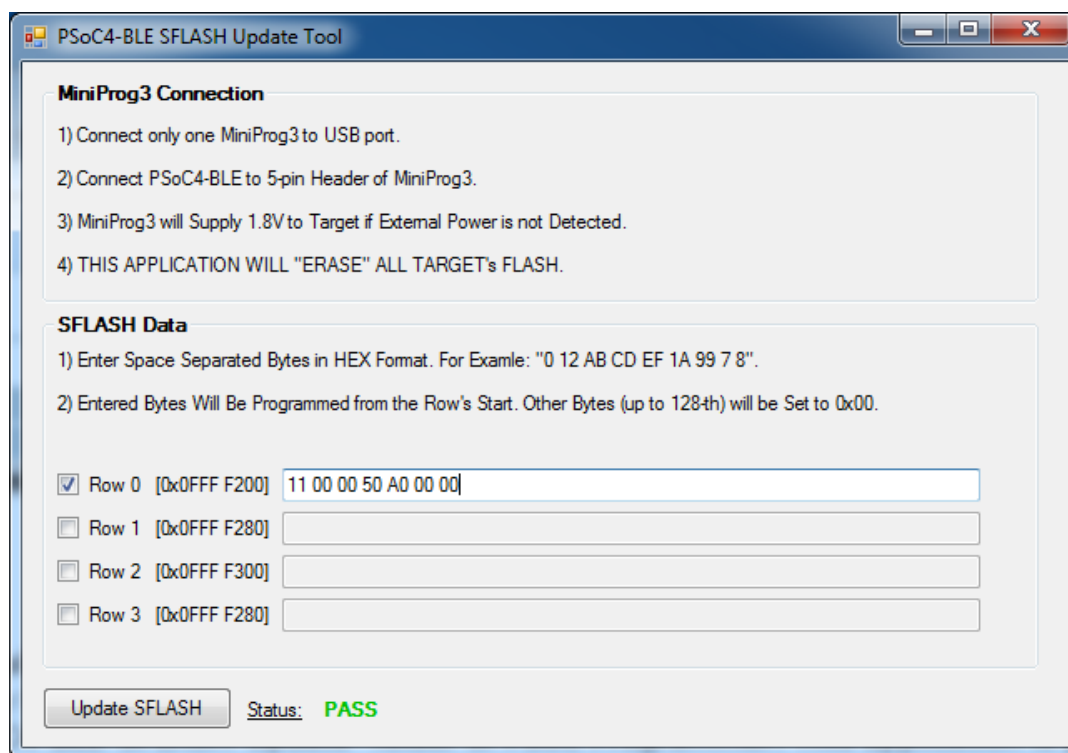 PSoC4-BLE SFLASH Update Tool
MiniProg3 Connection
1) Connect only one MiniProg3 to USB port.
2) Connect PSoC4-BLE to 5-pin Header of MiniProg3.
3) MiniProg3 will Supply 1.8V to Target if External Power is not Detected.
4) THIS APPLICATION WILL "ERASE" ALL TARGET's FLASH.
SFLASH Data
1) Enter Space Separated Bytes in HEX Format. For Examle: "0 12 AB CD EF 1A 99 7 8".
2) Entered Bytes Will Be Programmed from the Row's Start. Other Bytes (up to 128-th) will be Set to 0x00.
Row 0 [0x0FFF F200] 11 00 00 50 A0 00 00
Row 1 [0x0FFF F280]
Row 2 [0x0FFF F300]
Row 3 [0x0FFF F280]
Update SFLASH Status: PASS